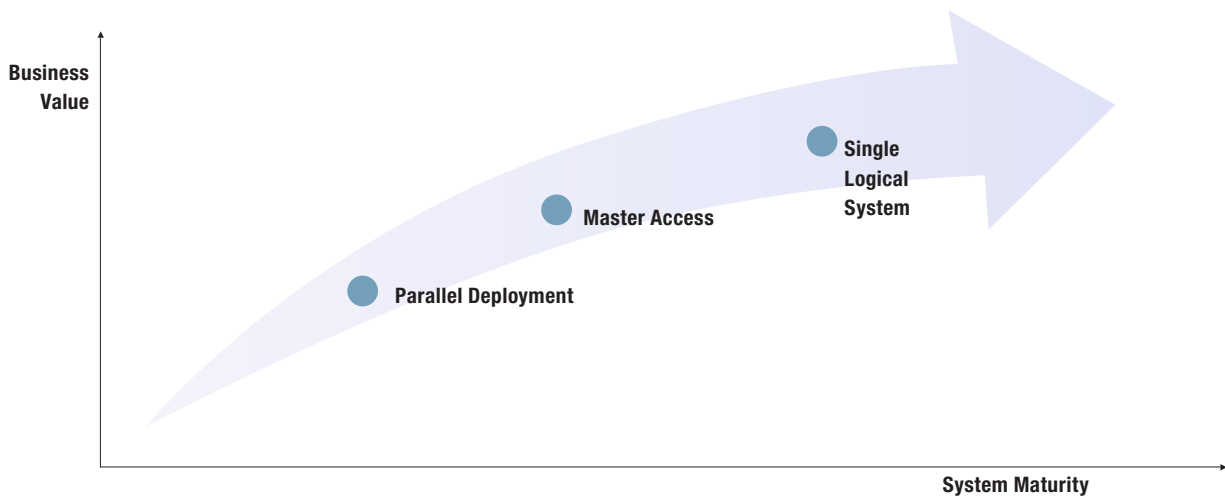 Business
Value
Single
Logical
System
Master Access
Parallel Deployment
System Maturity